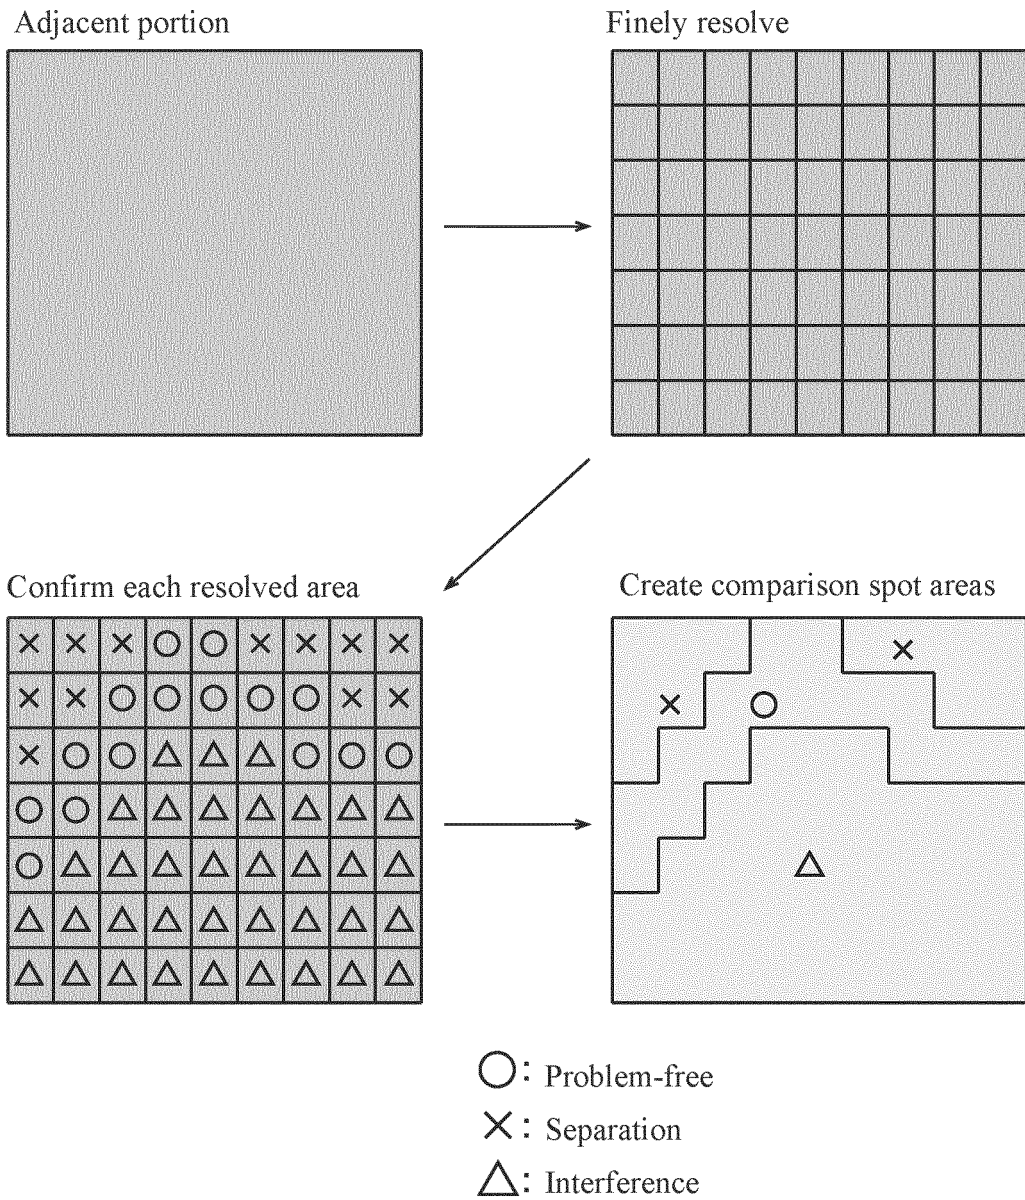 Adjacent portion
Finely resolve
Confirm each resolved area
Create comparison spot areas
○: Problem-free
×: Separation
△: Interference